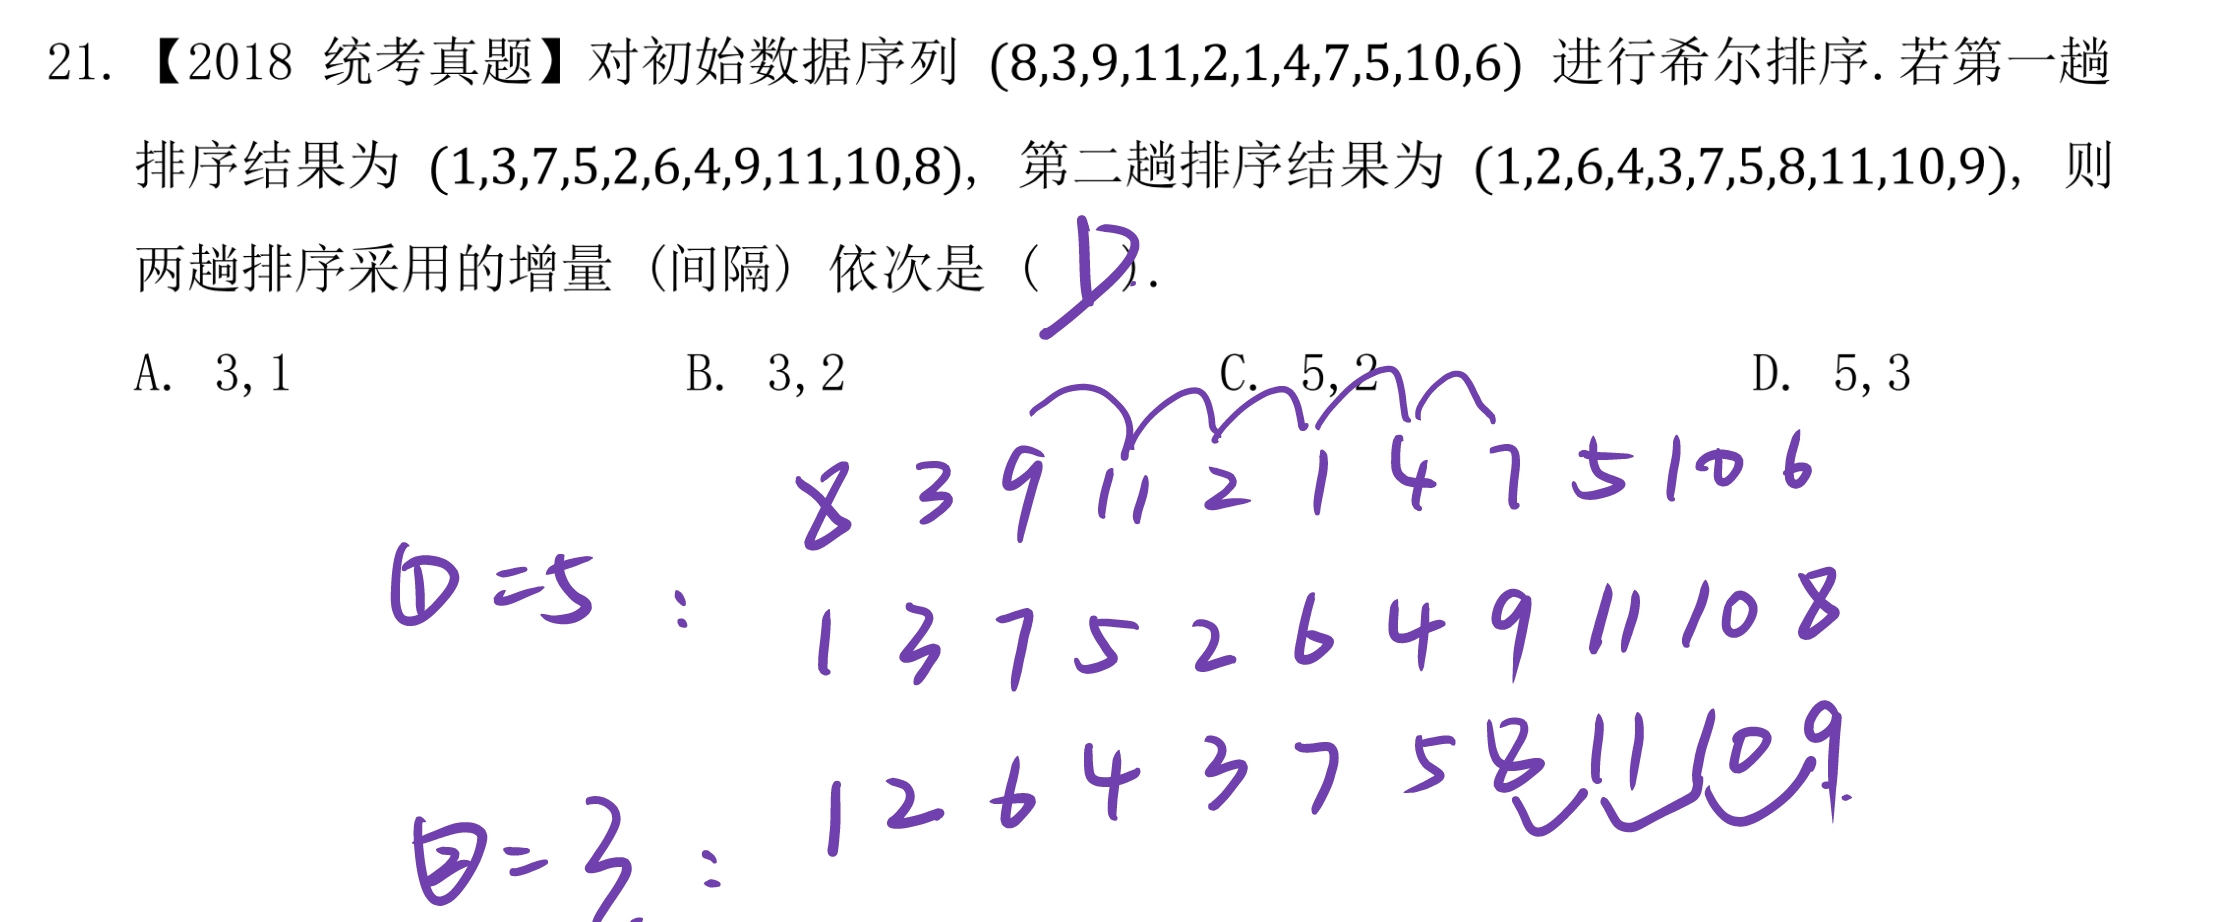 21. 【2018 统考真题】对初始数据序列 (8,3,9,11,2,1,4,7,5,10,6) 进行希尔排序. 若第一趟
排序结果为 (1,3,7,5,2,6,4,9,11,10,8), 第二趟排序结果为 (1,2,6,4,3,7,5,8,11,10,9), 则
两趟排序采用的增量 (间隔) 依次是 ( D ).
A. 3,1 B. 3,2 C. 5,2 D. 5,3
8 3 9 11 2 1 4 7 5 10 6
①=5 : 1 3 7 5 2 6 4 9 11 10 8
②=3 : 1 2 6 4 3 7 5 8 11 10 9